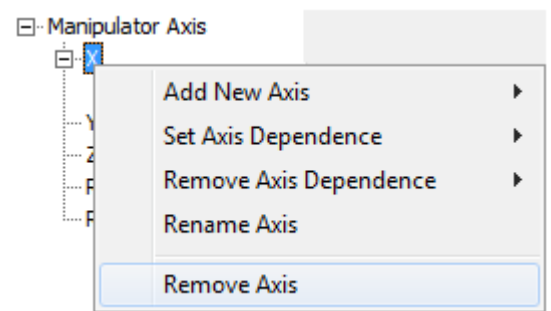 Manipulator Axis
X
Add New Axis
Y
Set Axis Dependence
Z
Remove Axis Dependence
Rename Axis
Remove Axis